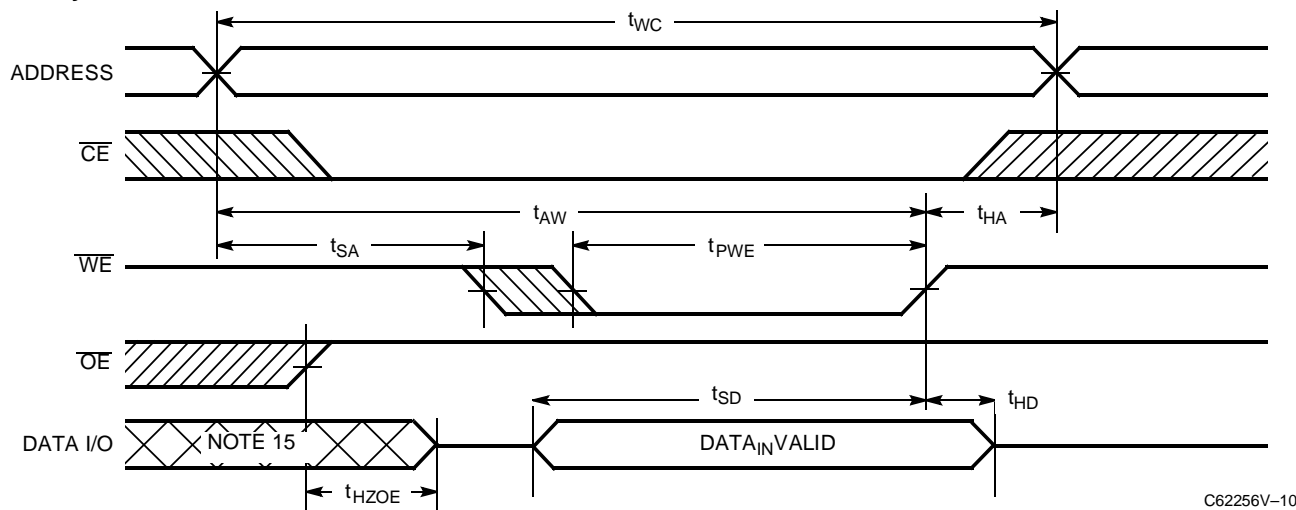 tWC
ADDRESS
CE
tAW
tHA
tSA
tPWE
WE
OE
tSD
tHD
DATA I/O
NOTE 15
DATAINVALID
tHZOE
C62256V–10